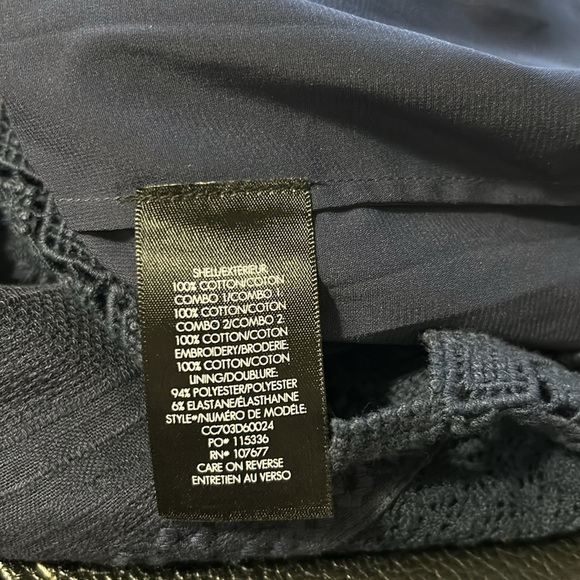 SHELL/EXTÉRIEUR:
100% COTTON/COTON
COMBO 1/COMBO 1:
100% COTTON/COTON
COMBO 2/COMBO 2:
100% COTTON/COTON
EMBROIDERY/BRODERIE:
100% COTTON/COTON
LINING/DOUBLURE:
94% POLYESTER/POLYESTER
6% ELASTANE/ÉLASTHANNE
STYLE#/NUMÉRO DE MODÈLE:
CC703D60024
PO# 115336
RN# 107677
CARE ON REVERSE
ENTRETIEN AU VERSO